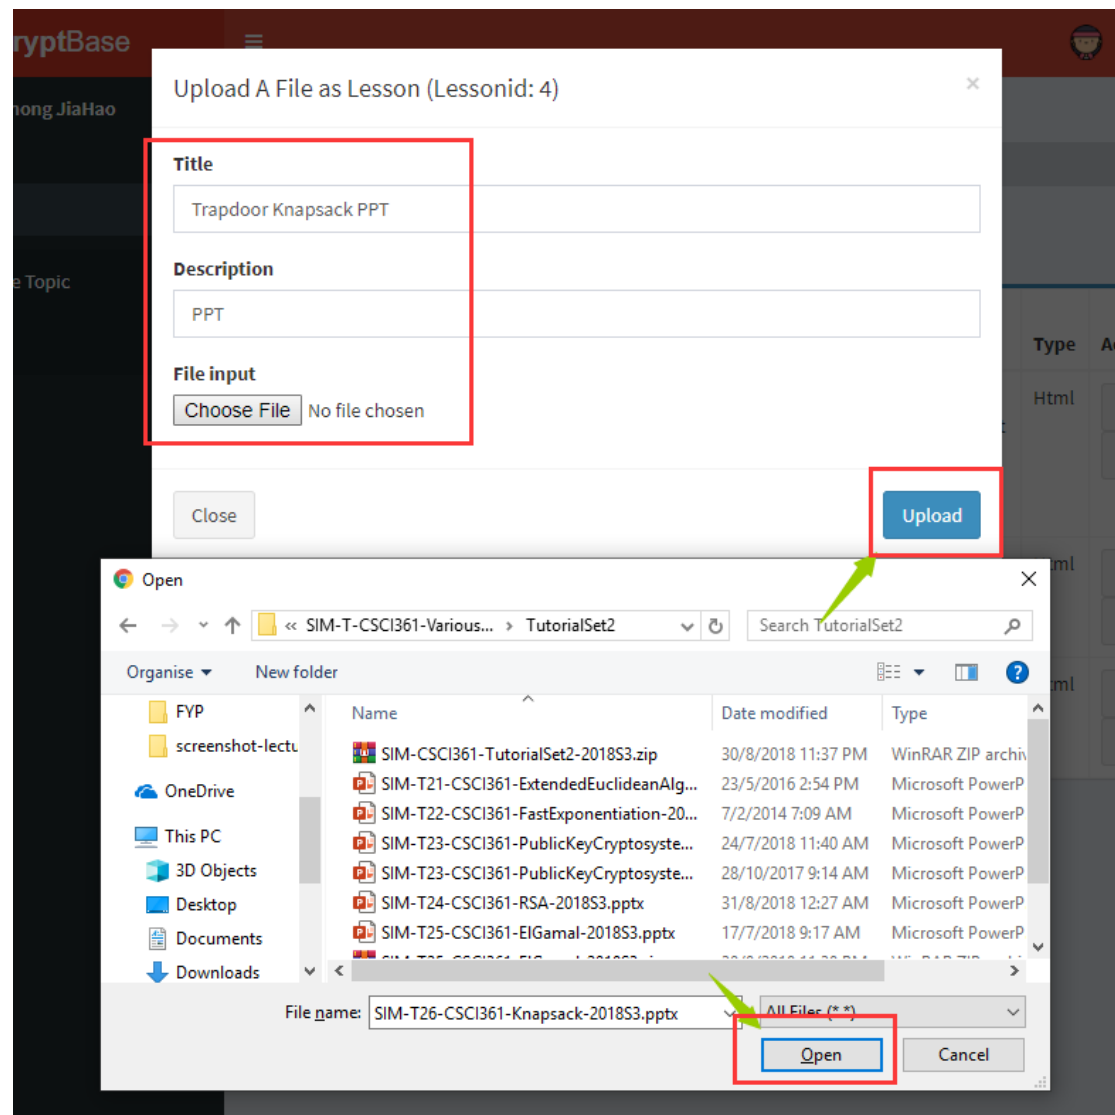 ryptBase
Upload A File as Lesson (Lessonid: 4)
×
hong JiaHao
Title
Trapdoor Knapsack PPT
Description
e Topic
PPT
Type
File input
Choose File No file chosen
Html
Close
Upload
Open
« SIM-T-CSCI361-Various... › TutorialSet2
Search TutorialSet2
Organise
New folder
Name Date modified Type
FYP
screenshot-lectu
OneDrive
This PC
3D Objects
Desktop
Documents
Downloads
SIM-CSCI361-TutorialSet2-2018S3.zip 30/8/2018 11:37 PM WinRAR ZIP archiv
SIM-T21-CSCI361-ExtendedEuclideanAlg... 23/5/2016 2:54 PM Microsoft PowerP
SIM-T22-CSCI361-FastExponentiation-20... 7/2/2014 7:09 AM Microsoft PowerP
SIM-T23-CSCI361-PublicKeyCryptosyste... 24/7/2018 11:40 AM Microsoft PowerP
SIM-T23-CSCI361-PublicKeyCryptosyste... 28/10/2017 9:14 AM Microsoft PowerP
SIM-T24-CSCI361-RSA-2018S3.pptx 31/8/2018 12:27 AM Microsoft PowerP
SIM-T25-CSCI361-ElGamal-2018S3.pptx 17/7/2018 9:17 AM Microsoft PowerP
File name: SIM-T26-CSCI361-Knapsack-2018S3.pptx
All Files (*.*)
Open Cancel